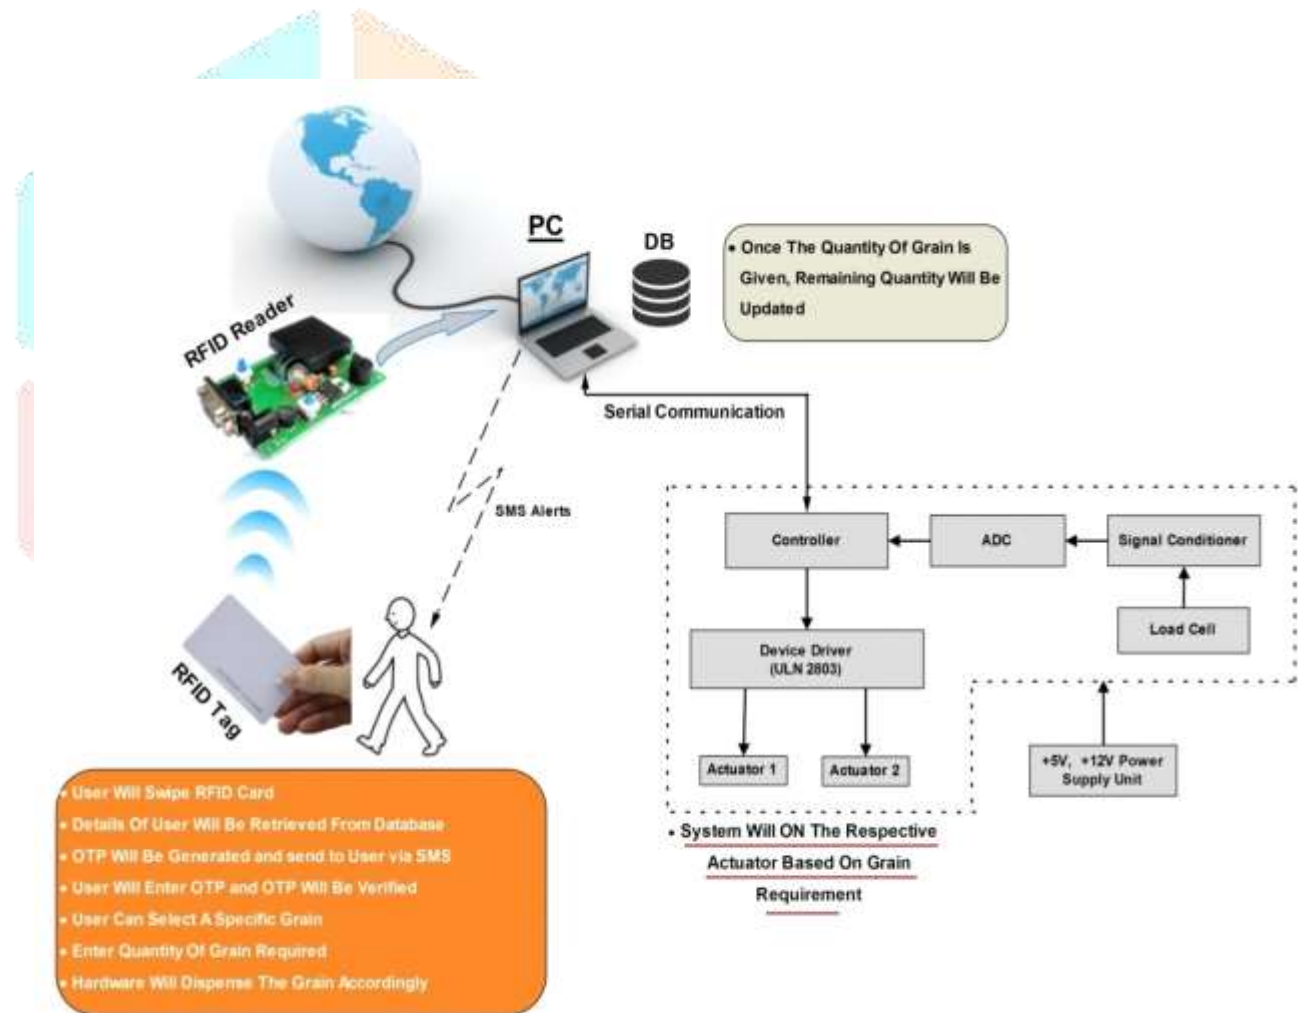 PC
DB
• Once The Quantity Of Grain Is
Given, Remaining Quantity Will Be
Updated
RFID Reader
Serial Communication
SMS Alerts
Controller
ADC
Signal Conditioner
Load Cell
Device Driver
(ULN 2803)
Actuator 1
Actuator 2
+5V, +12V Power
Supply Unit
RFID Tag
• User Will Swipe RFID Card
• Details Of User Will Be Retrieved From Database
• OTP Will Be Generated and send to User via SMS
• User Will Enter OTP and OTP Will Be Verified
• User Can Select A Specific Grain
• Enter Quantity Of Grain Required
• Hardware Will Dispense The Grain Accordingly
• System Will ON The Respective
Actuator Based On Grain
Requirement